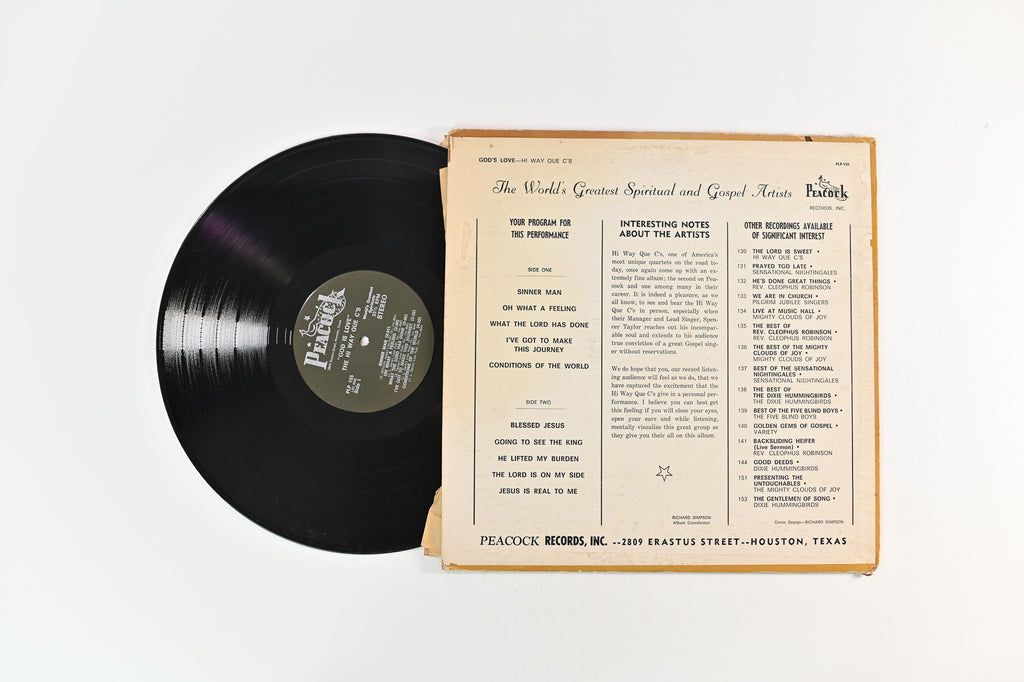 GOD'S LOVE—HI WAY QUE C'S
PLP-155
The World's Greatest Spiritual and Gospel Artists
PEACOCK
RECORDS, INC.
YOUR PROGRAM FOR
THIS PERFORMANCE
SIDE ONE
SINNER MAN
OH WHAT A FEELING
WHAT THE LORD HAS DONE
I'VE GOT TO MAKE
THIS JOURNEY
CONDITIONS OF THE WORLD
SIDE TWO
BLESSED JESUS
GOING TO SEE THE KING
HE LIFTED MY BURDEN
THE LORD IS ON MY SIDE
JESUS IS REAL TO ME
INTERESTING NOTES
ABOUT THE ARTISTS
Hi Way Que C's, one of America's
most unique quartets on the road to-
day, once again come up with an ex-
tremely fine album; the second on Pea-
cock and one among many in their
career. It is indeed a pleasure, as we
all know, to see and hear the Hi Way
Que C's in person, especially when
their Manager and Lead Singer, Spen-
cer Taylor reaches out his incompar-
able soul and extends to his audience
true conviction of a great Gospel sing-
er without reservations.
We do hope that you, our record listen-
ing audience will feel as we do, that we
have captured the excitement that the
Hi Way Que C's give in a personal per-
formance. I believe you can best get
this feeling if you will close your eyes,
open your ears and while listening,
mentally visualize this great group as
they give you their all on this album.
RICHARD SIMPSON
Album Coordinator
OTHER RECORDINGS AVAILABLE
OF SIGNIFICANT INTEREST
130 THE LORD IS SWEET •
HI WAY QUE C'S
131 PRAYED TOO LATE •
SENSATIONAL NIGHTINGALES
132 HE'S DONE GREAT THINGS •
REV. CLEOPHUS ROBINSON
133 WE ARE IN CHURCH •
PILGRIM JUBILEE SINGERS
134 LIVE AT MUSIC HALL •
MIGHTY CLOUDS OF JOY
135 THE BEST OF
REV. CLEOPHUS ROBINSON •
REV. CLEOPHUS ROBINSON
136 THE BEST OF THE MIGHTY
CLOUDS OF JOY •
MIGHTY CLOUDS OF JOY
137 BEST OF THE SENSATIONAL
NIGHTINGALES •
SENSATIONAL NIGHTINGALES
138 THE BEST OF
THE DIXIE HUMMINGBIRDS •
THE DIXIE HUMMINGBIRDS
139 BEST OF THE FIVE BLIND BOYS •
THE FIVE BLIND BOYS
140 GOLDEN GEMS OF GOSPEL •
VARIETY
141 BACKSLIDING HEIFER
(Live Sermon) •
REV. CLEOPHUS ROBINSON
144 GOOD DEEDS •
DIXIE HUMMINGBIRDS
151 PRESENTING THE
UNTOUCHABLES •
THE MIGHTY CLOUDS OF JOY
153 THE GENTLEMEN OF SONG •
DIXIE HUMMINGBIRDS
Cover Design—RICHARD SIMPSON
PEACOCK RECORDS, INC. --2809 ERASTUS STREET--HOUSTON, TEXAS
PEACOCK
"GOD IS LOVE"
THE HI WAY QUE C'S
STEREO
Side 1